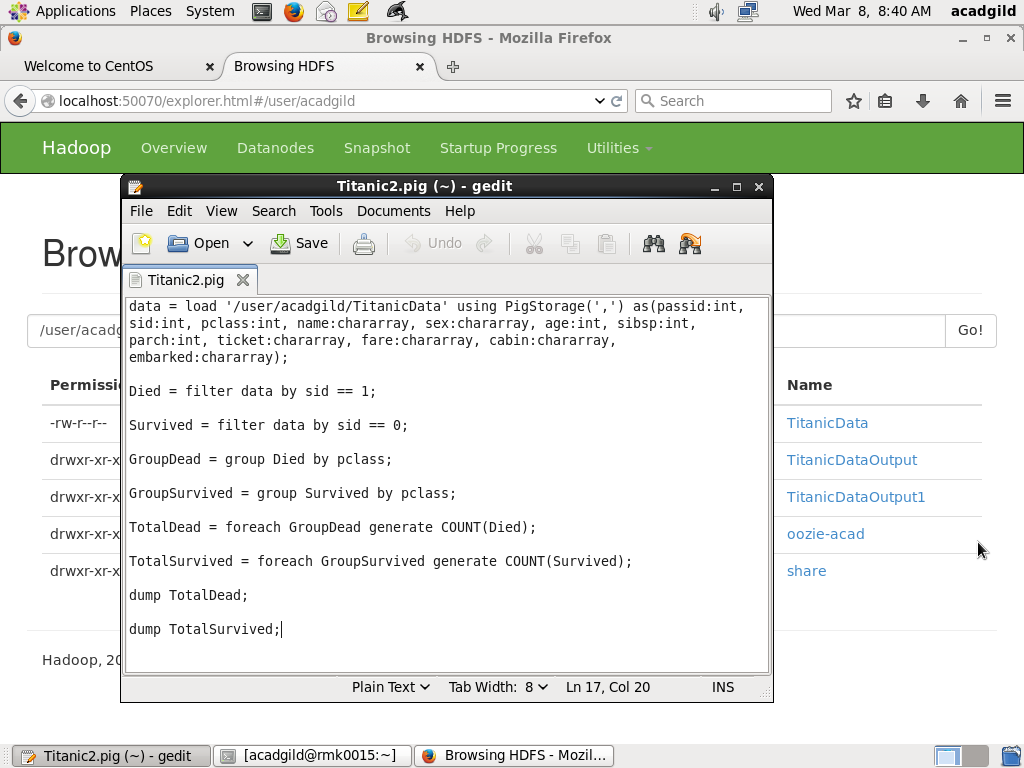 Applications Places System Wed Mar 8, 8:40 AM acadgild
Browsing HDFS - Mozilla Firefox
Welcome to CentOS Browsing HDFS
localhost:50070/explorer.html#/user/acadgild Search
Hadoop Overview Datanodes Snapshot Startup Progress Utilities
Titanic2.pig (~) - gedit
File Edit View Search Tools Documents Help
Open Save Undo
Titanic2.pig
data = load '/user/acadgild/TitanicData' using PigStorage(',') as(passid:int,
sid:int, pclass:int, name:chararray, sex:chararray, age:int, sibsp:int,
parch:int, ticket:chararray, fare:chararray, cabin:chararray,
embarked:chararray);
Died = filter data by sid == 1;
Survived = filter data by sid == 0;
GroupDead = group Died by pclass;
GroupSurvived = group Survived by pclass;
TotalDead = foreach GroupDead generate COUNT(Died);
TotalSurvived = foreach GroupSurvived generate COUNT(Survived);
dump TotalDead;
dump TotalSurvived;
Plain Text Tab Width: 8 Ln 17, Col 20 INS
Brow
/user/acadg Go!
Permissi Name
-rw-r--r-- TitanicData
drwxr-xr-x TitanicDataOutput
drwxr-xr-x TitanicDataOutput1
drwxr-xr-x oozie-acad
drwxr-xr-x share
Hadoop, 20
Titanic2.pig (~) - gedit [acadgild@rmk0015:~] Browsing HDFS - Mozil...